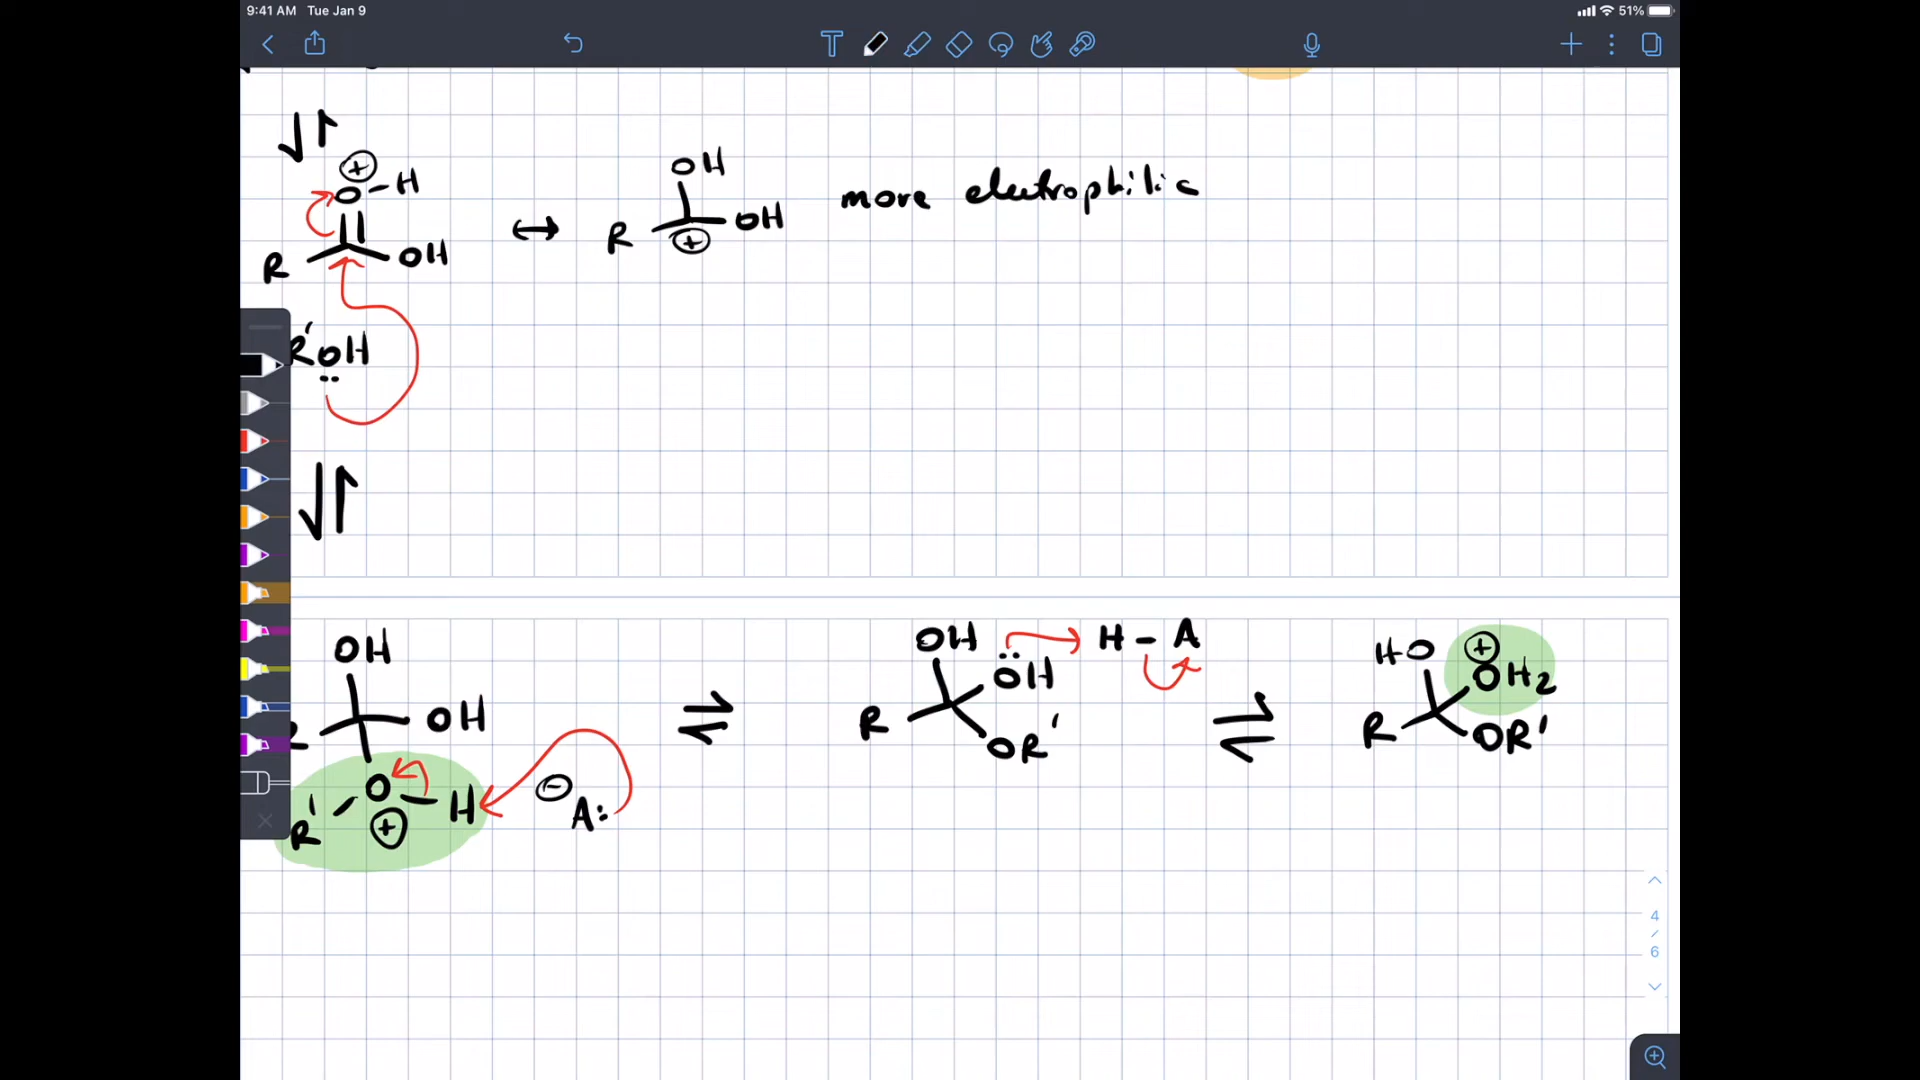 9:41 AM Tue Jan 9
51%
⊕
O-H
R
OH
↔
OH
R
OH
⊕
more electrophilic
R'OH
OH
R
OH
R'
O
H
⊕
⊖
A:
⇌
OH
ÖH
R
OR'
H-A
⇌
HO
⊕
OH2
R
OR'
4
/
6